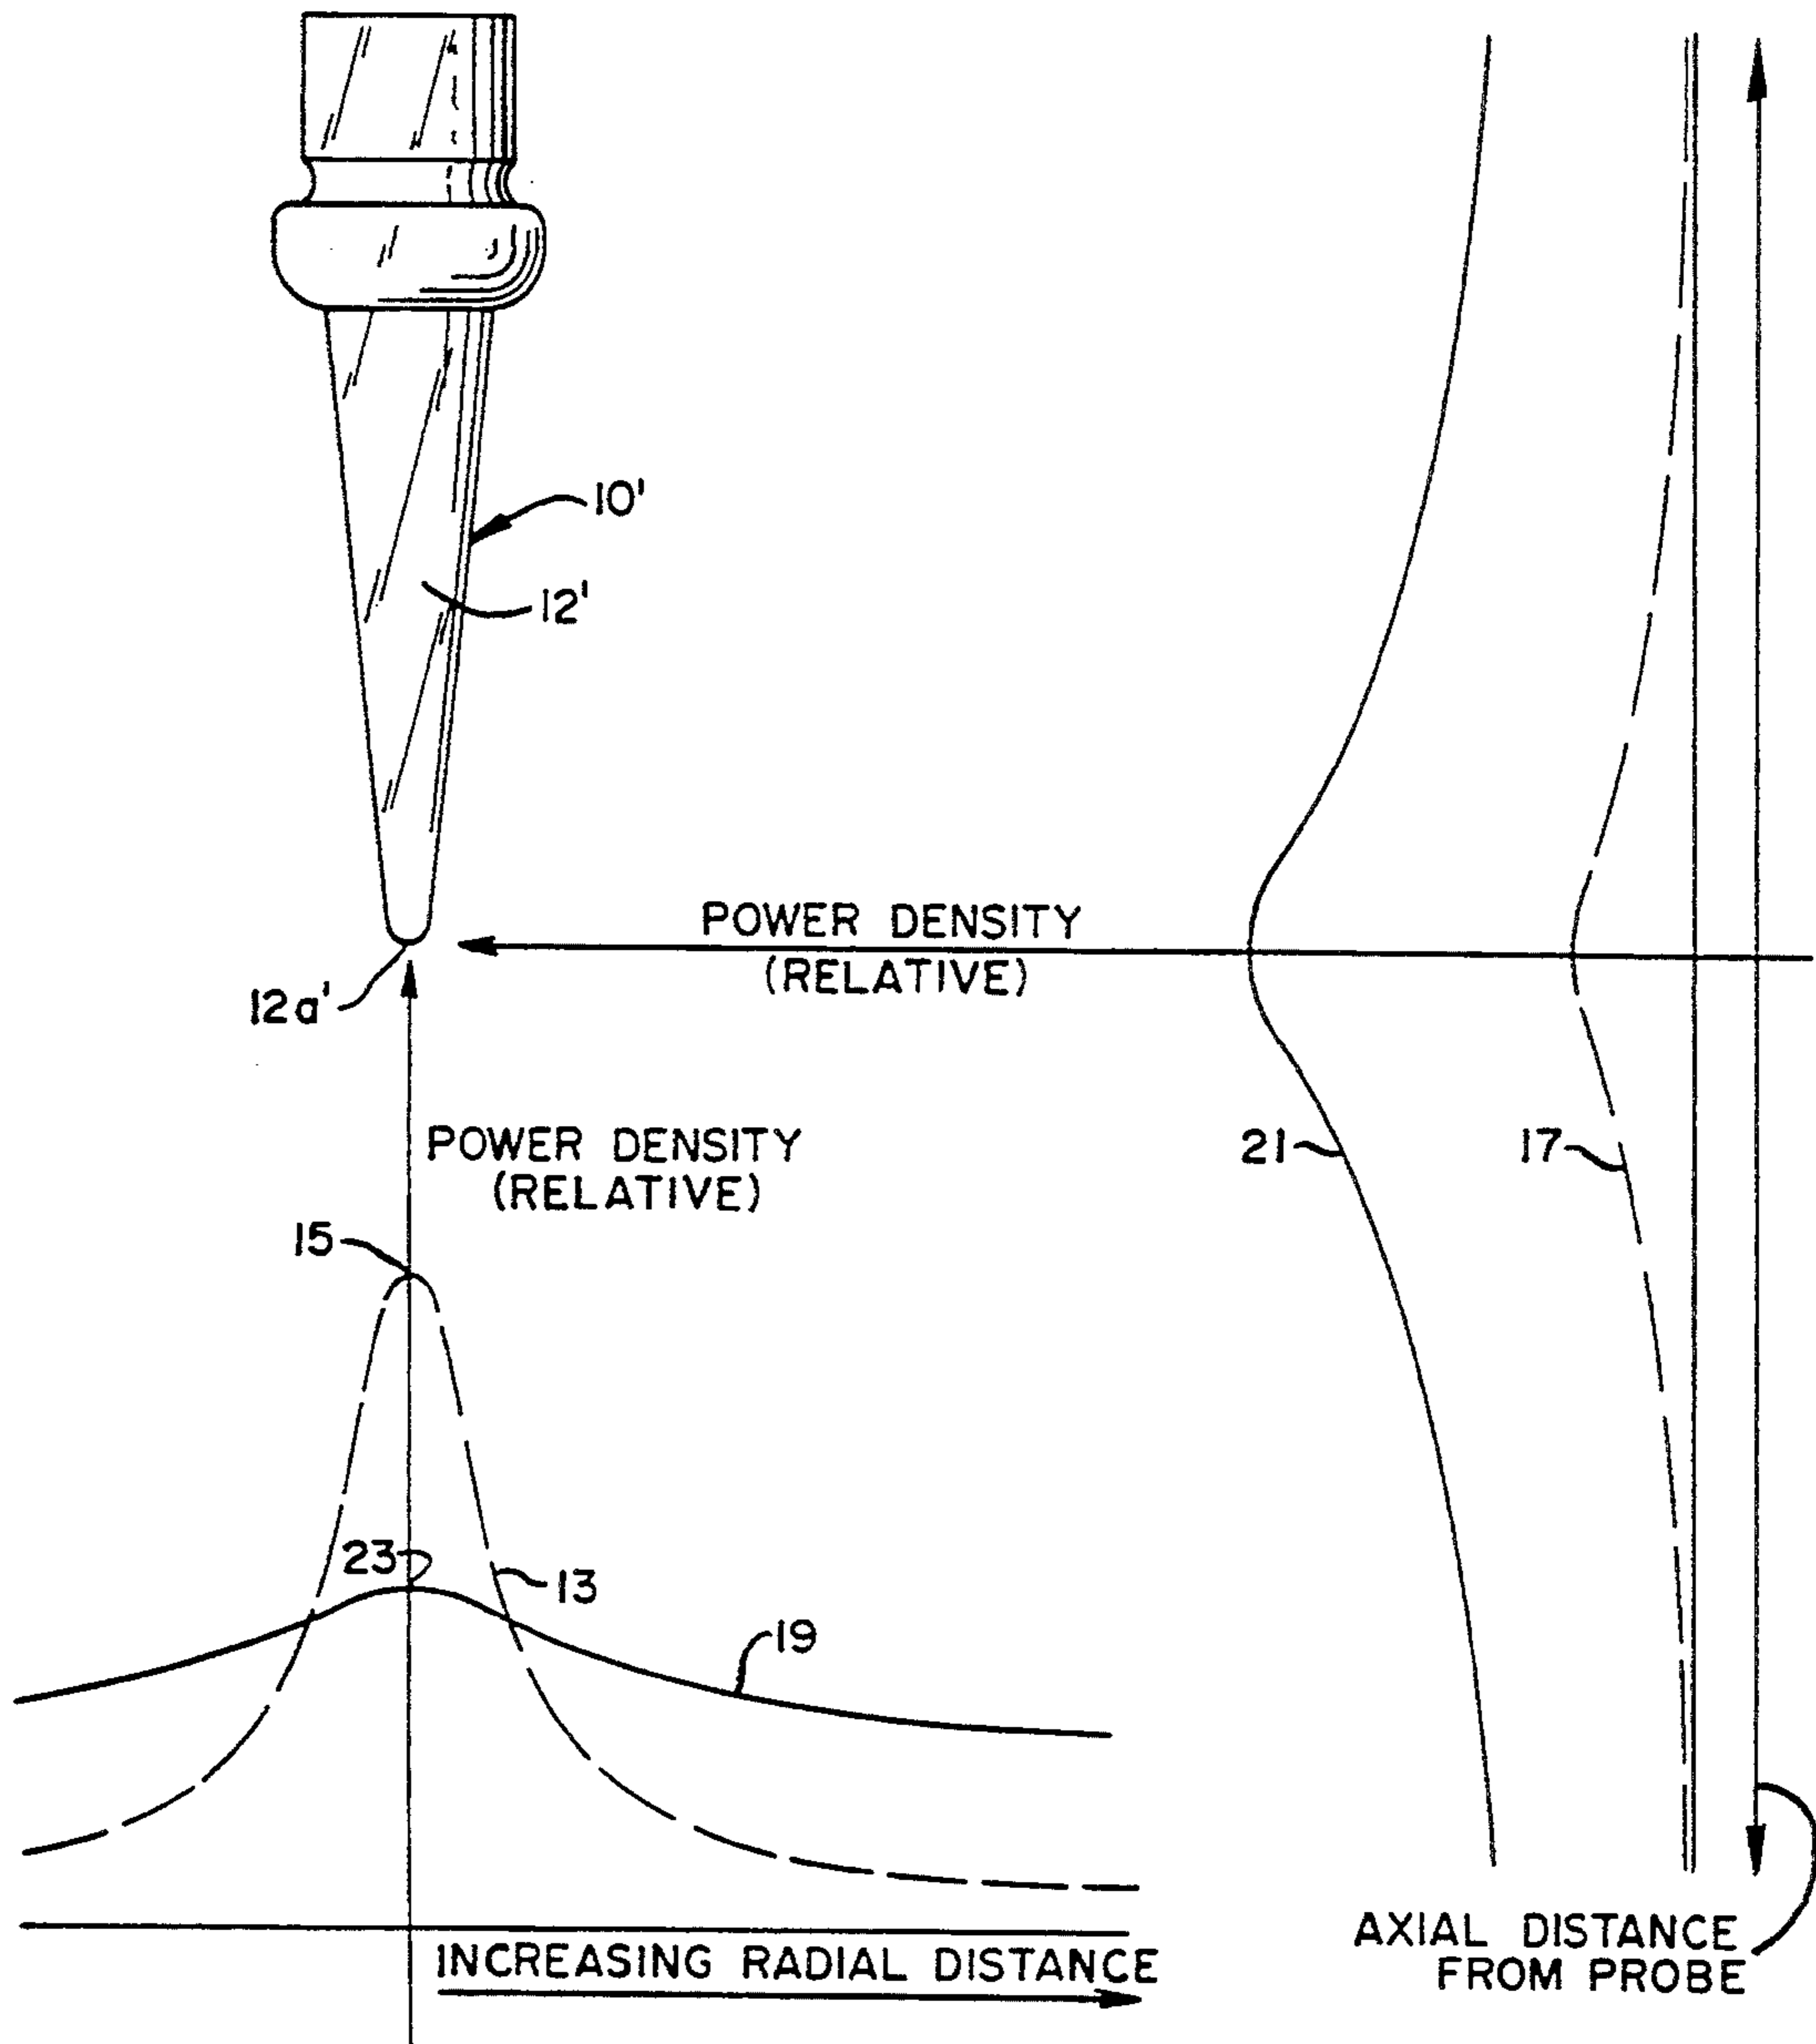 10'
12'
POWER DENSITY
(RELATIVE)
12a'
POWER DENSITY
(RELATIVE)
21
17
15
23
13
19
INCREASING RADIAL DISTANCE
AXIAL DISTANCE
FROM PROBE